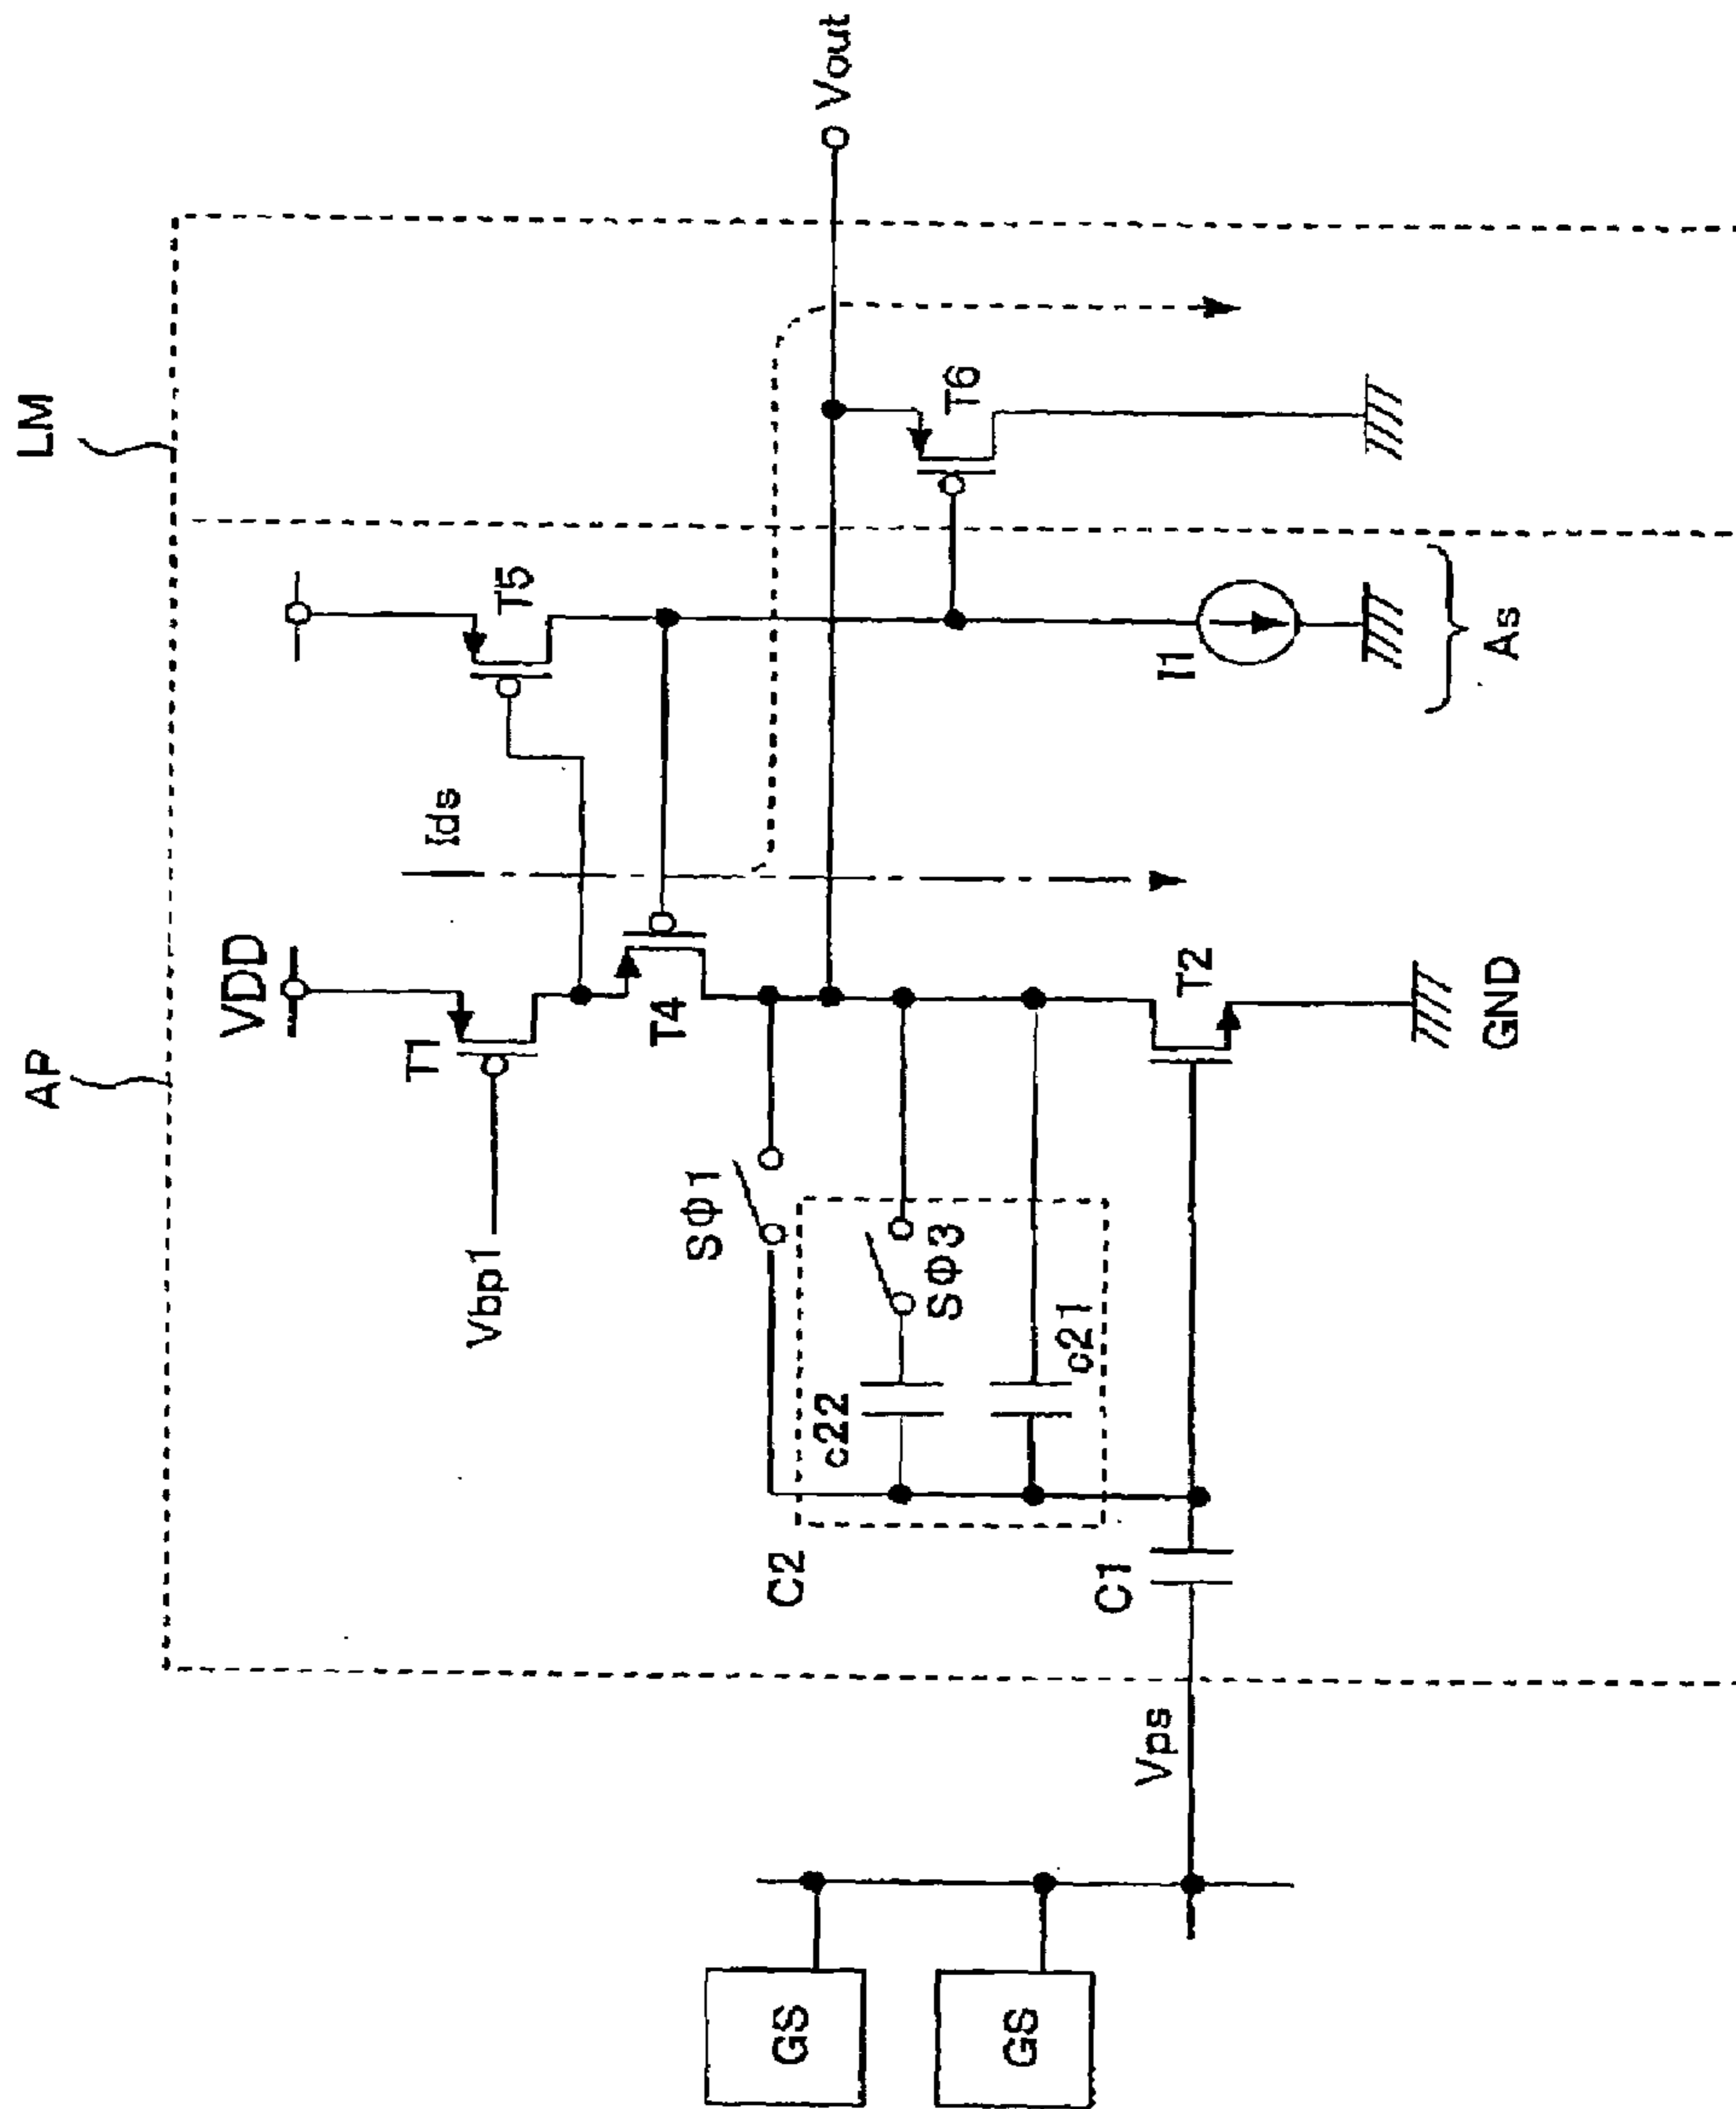 AP
LM
VDD
T1
Vbp1
Ids
T5
T4
SΦ1
Vout
T6
C2
c22
SΦ3
c21
C1
T2
I1
GND
As
Vps
GS
GS